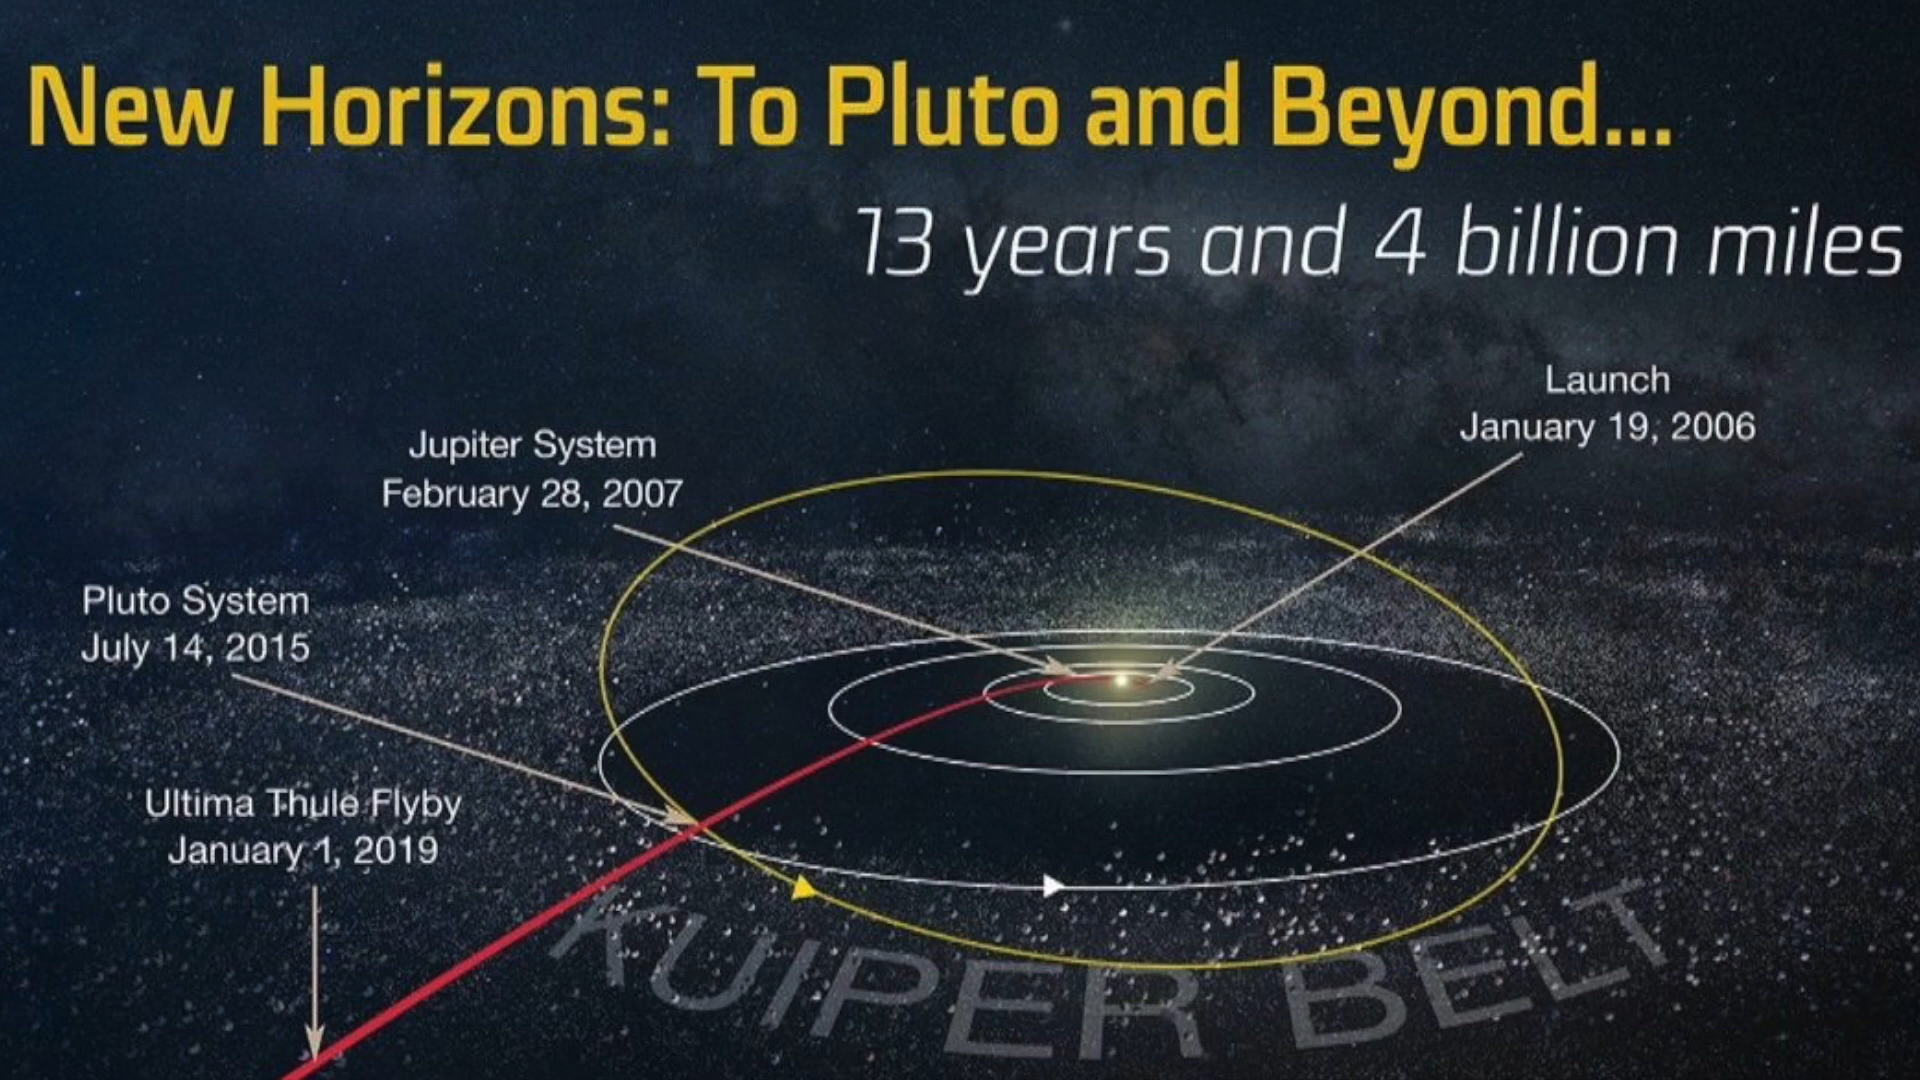 New Horizons: To Pluto and Beyond...
13 years and 4 billion miles
Launch
January 19, 2006
Jupiter System
February 28, 2007
Pluto System
July 14, 2015
Ultima Thule Flyby
January 1, 2019
KUIPER BELT